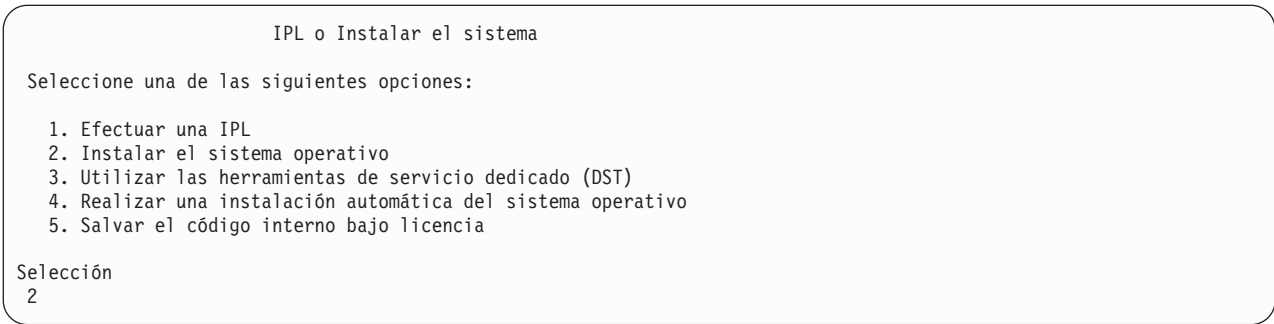 IPL o Instalar el sistema
Seleccione una de las siguientes opciones:
1. Efectuar una IPL
2. Instalar el sistema operativo
3. Utilizar las herramientas de servicio dedicado (DST)
4. Realizar una instalación automática del sistema operativo
5. Salvar el código interno bajo licencia
Selección
2